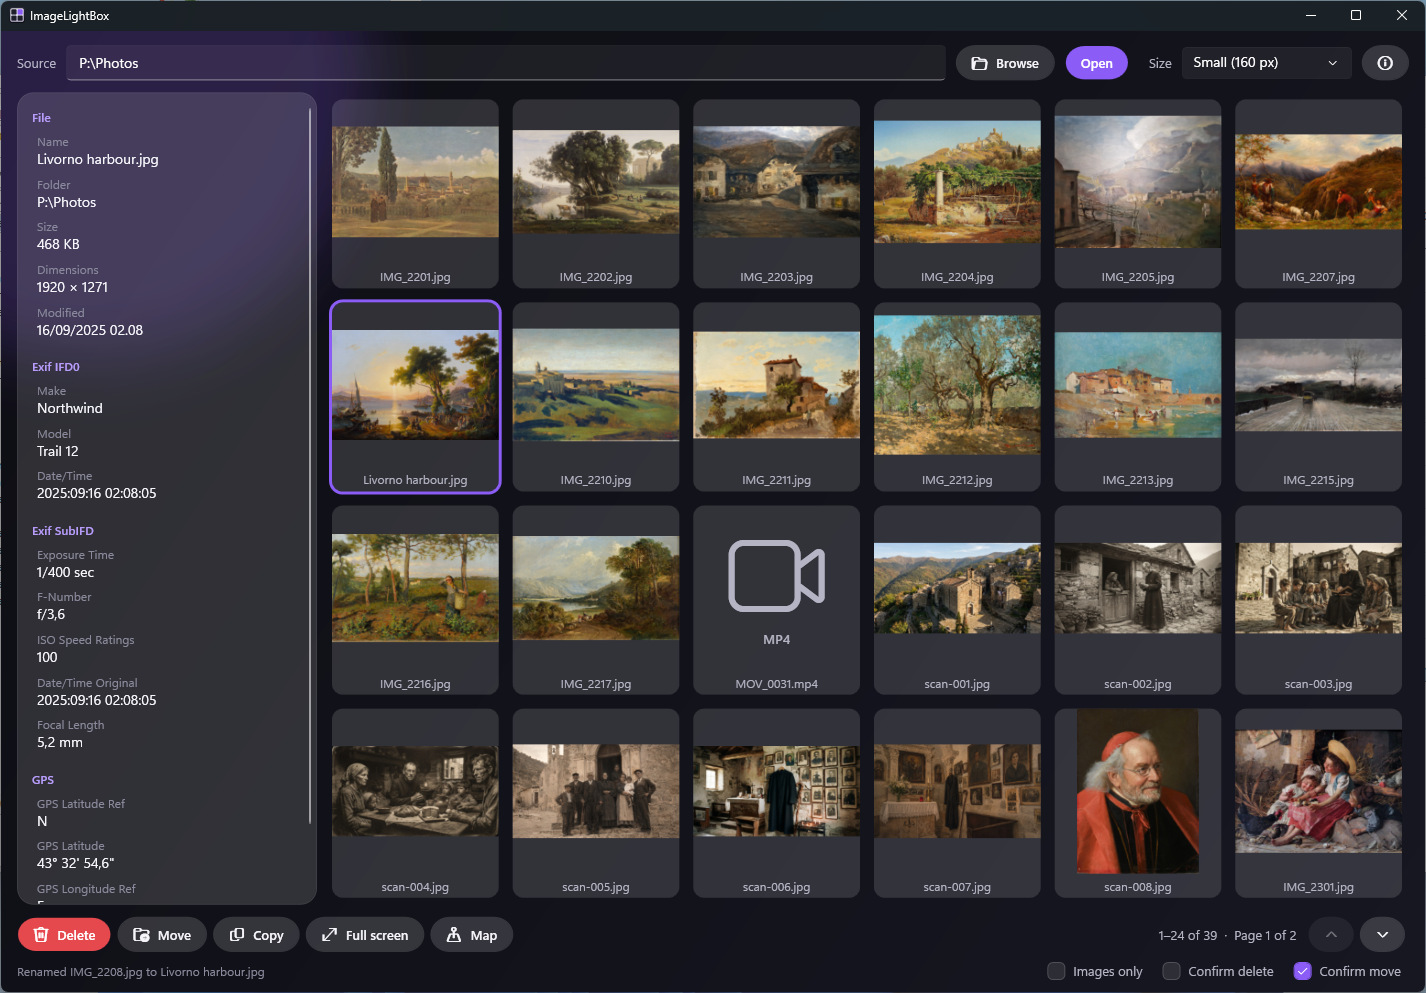 ImageLightBox
Source P:\Photos Browse Open Size Small (160 px)
File
Name
Livorno harbour.jpg
Folder
P:\Photos
Size
468 KB
Dimensions
1920 × 1271
Modified
16/09/2025 02.08
Exif IFD0
Make
Northwind
Model
Trail 12
Date/Time
2025:09:16 02:08:05
Exif SubIFD
Exposure Time
1/400 sec
F-Number
f/3,6
ISO Speed Ratings
100
Date/Time Original
2025:09:16 02:08:05
Focal Length
5,2 mm
GPS
GPS Latitude Ref
N
GPS Latitude
43° 32' 54,6"
GPS Longitude Ref
IMG_2201.jpg IMG_2202.jpg IMG_2203.jpg IMG_2204.jpg IMG_2205.jpg IMG_2207.jpg
Livorno harbour.jpg IMG_2210.jpg IMG_2211.jpg IMG_2212.jpg IMG_2213.jpg IMG_2215.jpg
MP4
IMG_2216.jpg IMG_2217.jpg MOV_0031.mp4 scan-001.jpg scan-002.jpg scan-003.jpg
scan-004.jpg scan-005.jpg scan-006.jpg scan-007.jpg scan-008.jpg IMG_2301.jpg
Delete Move Copy Full screen Map 1–24 of 39 · Page 1 of 2
Renamed IMG_2208.jpg to Livorno harbour.jpg Images only Confirm delete Confirm move